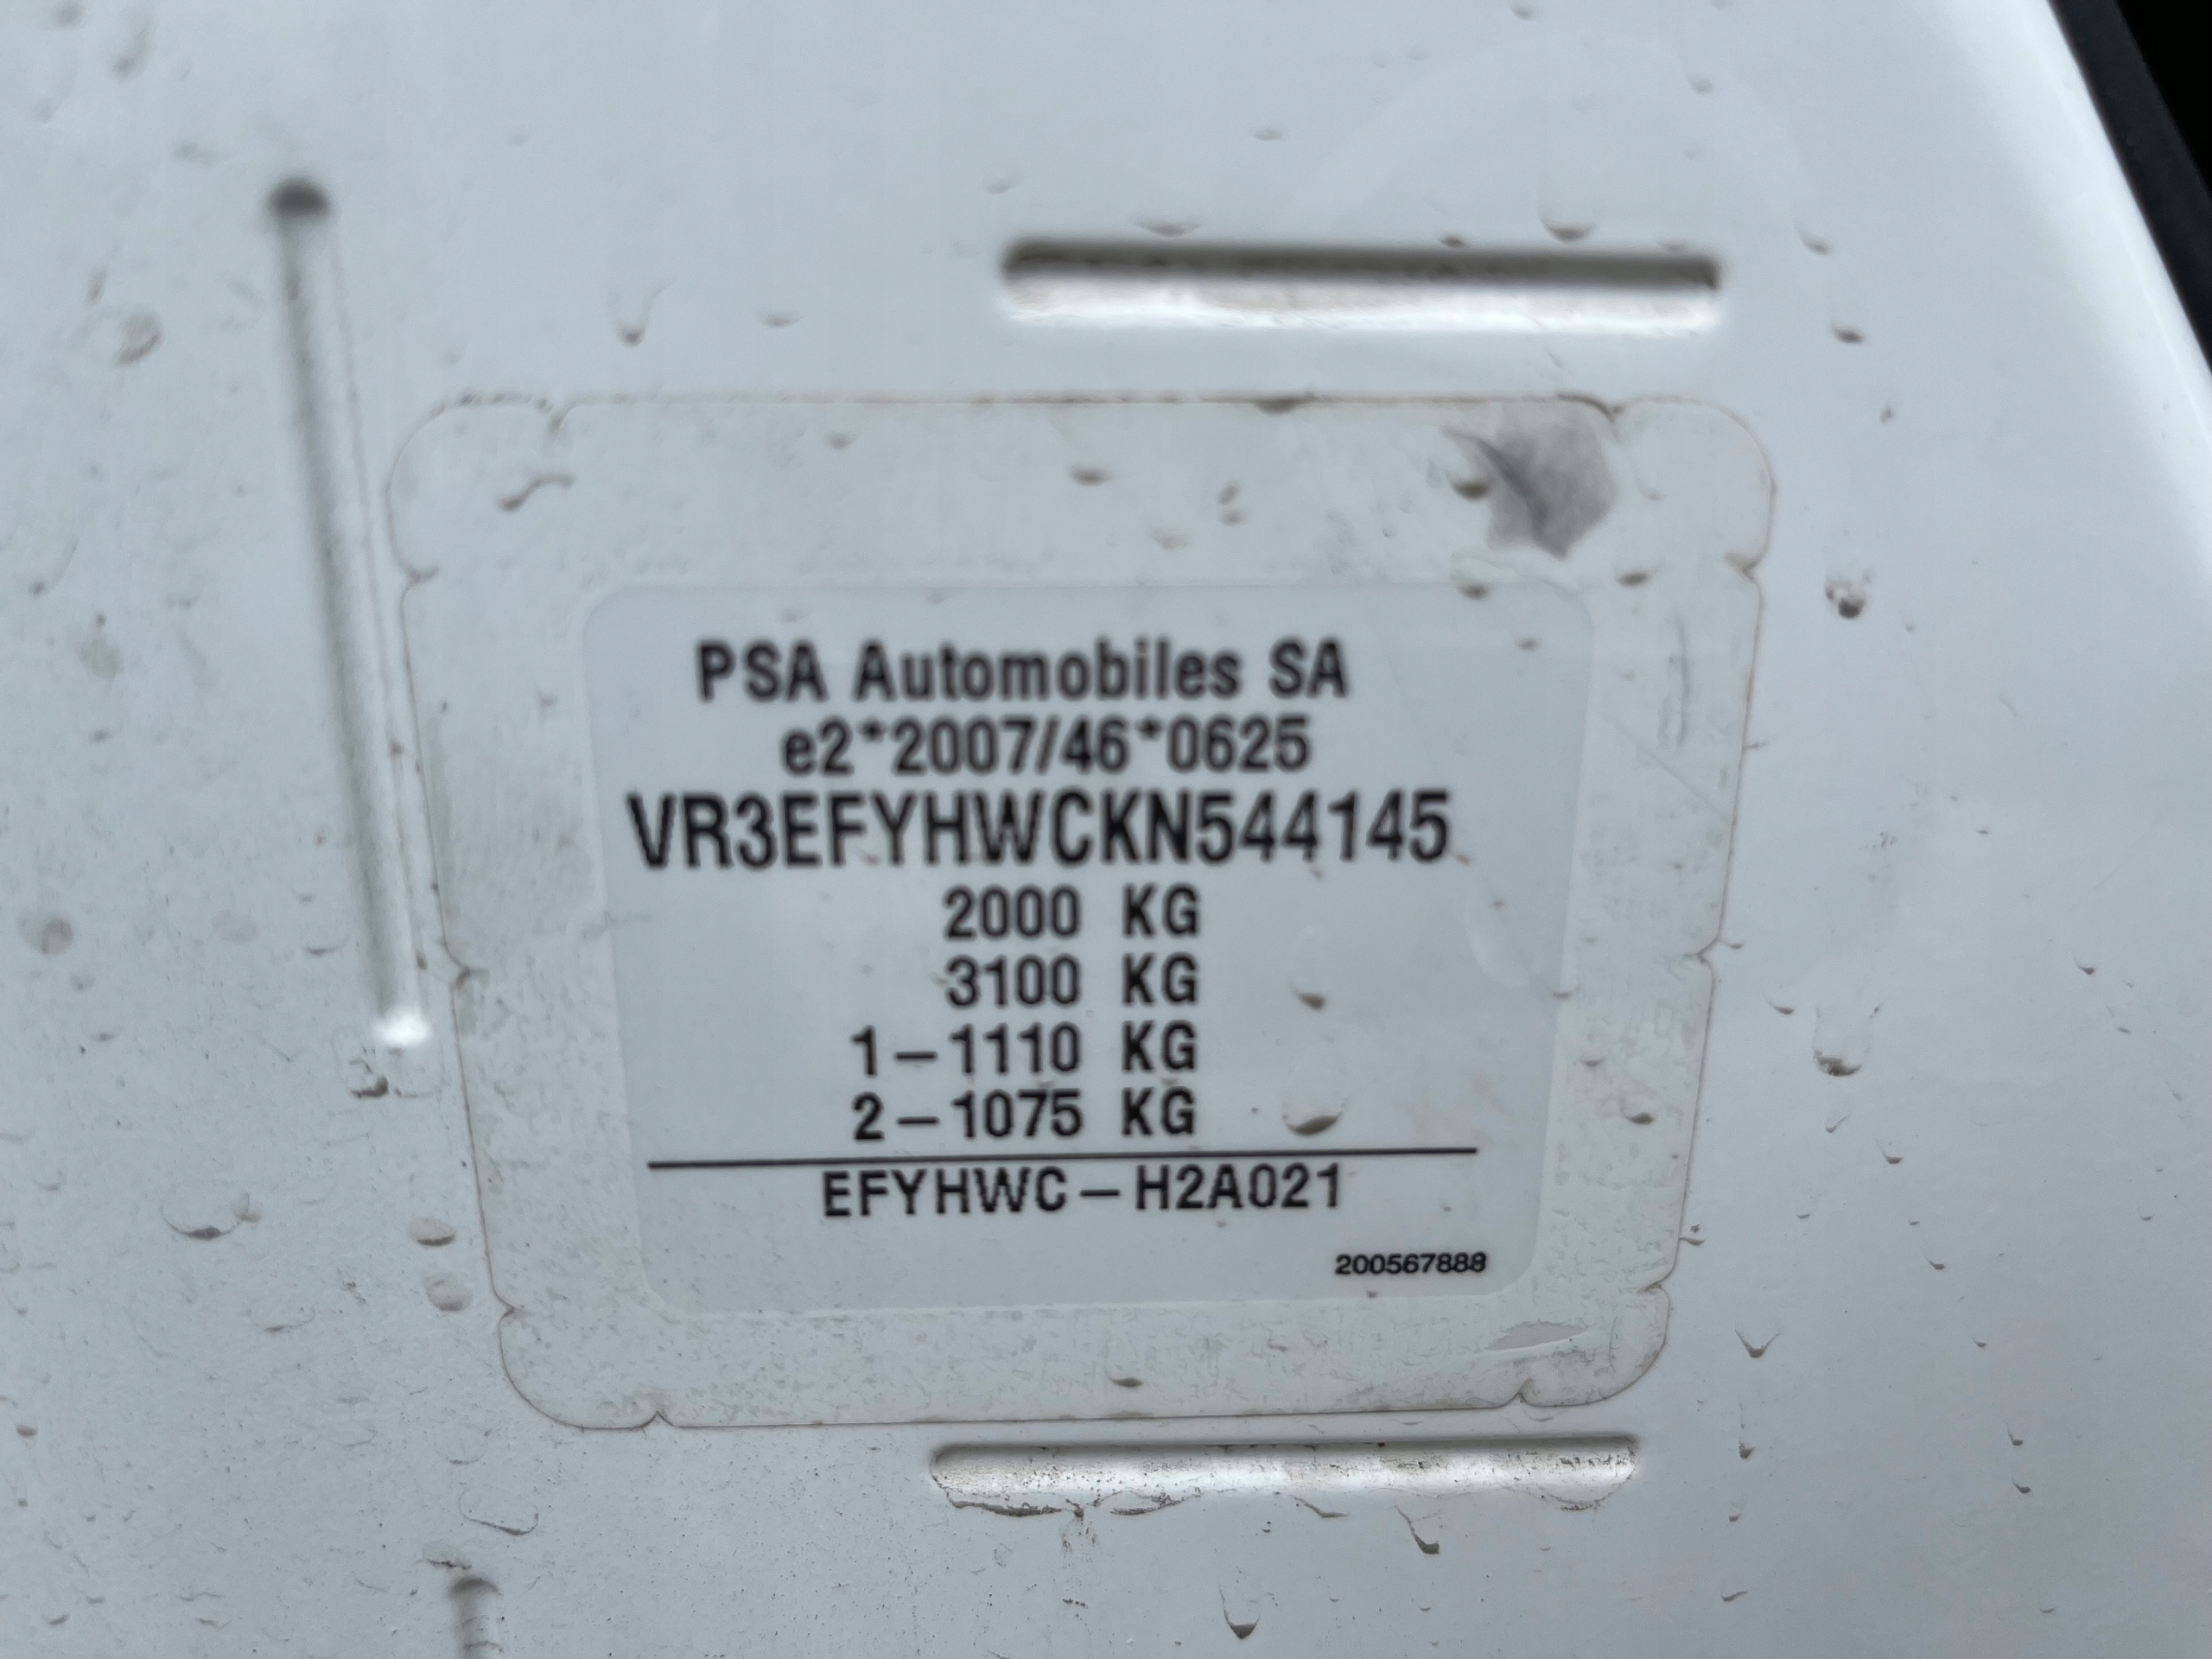 PSA Automobiles SA
e2*2007/46*0625
VR3EFYHWCKN544145
2000 KG
3100 KG
1-1110 KG
2-1075 KG
EFYHWC-H2A021
200567888